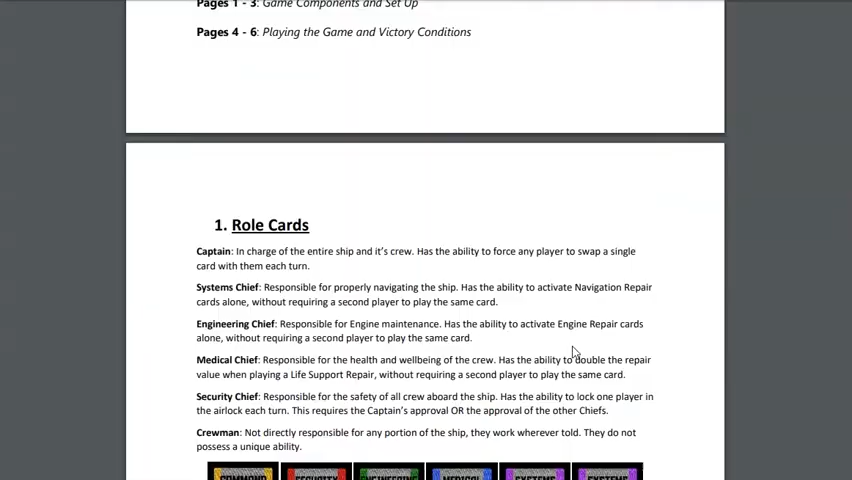 Pages 1 - 3: Game Components and Set Up
Pages 4 - 6: Playing the Game and Victory Conditions
1. Role Cards
Captain: In charge of the entire ship and it's crew. Has the ability to force any player to swap a single
card with them each turn.
Systems Chief: Responsible for properly navigating the ship. Has the ability to activate Navigation Repair
cards alone, without requiring a second player to play the same card.
Engineering Chief: Responsible for Engine maintenance. Has the ability to activate Engine Repair cards
alone, without requiring a second player to play the same card.
Medical Chief: Responsible for the health and wellbeing of the crew. Has the ability to double the repair
value when playing a Life Support Repair, without requiring a second player to play the same card.
Security Chief: Responsible for the safety of all crew aboard the ship. Has the ability to lock one player in
the airlock each turn. This requires the Captain's approval OR the approval of the other Chiefs.
Crewman: Not directly responsible for any portion of the ship, they work wherever told. They do not
possess a unique ability.
COMMAND SECURITY ENGINEERING MEDICAL SYSTEMS SYSTEMS